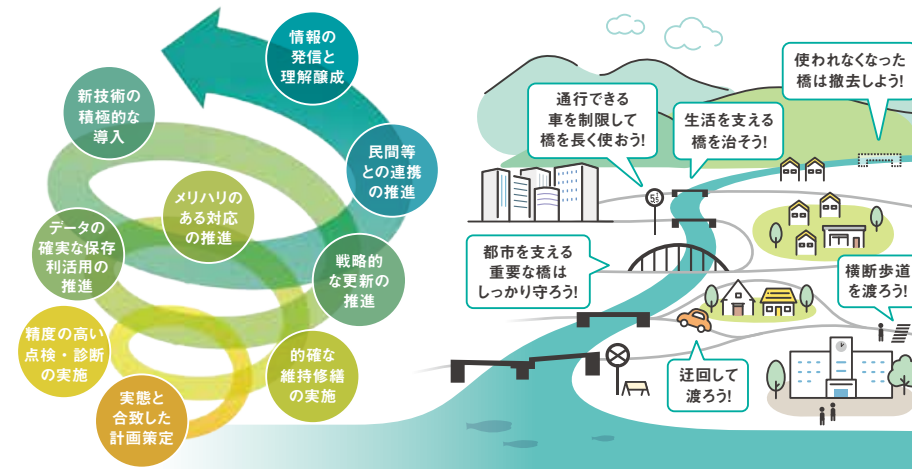 情報の
発信と
理解醸成
新技術の
積極的な
導入
民間等
との連携
の推進
メリハリの
ある対応
の推進
データの
確実な保存
利活用の
推進
戦略的
な更新の
推進
精度の高い
点検・診断
の実施
的確な
維持修繕
の実施
実態と
合致した
計画策定
使われなくなった
橋は撤去しよう!
通行できる
車を制限して
橋を長く使おう!
生活を支える
橋を治そう!
都市を支える
重要な橋は
しっかり守ろう!
横断歩道
を渡ろう!
迂回して
渡ろう!